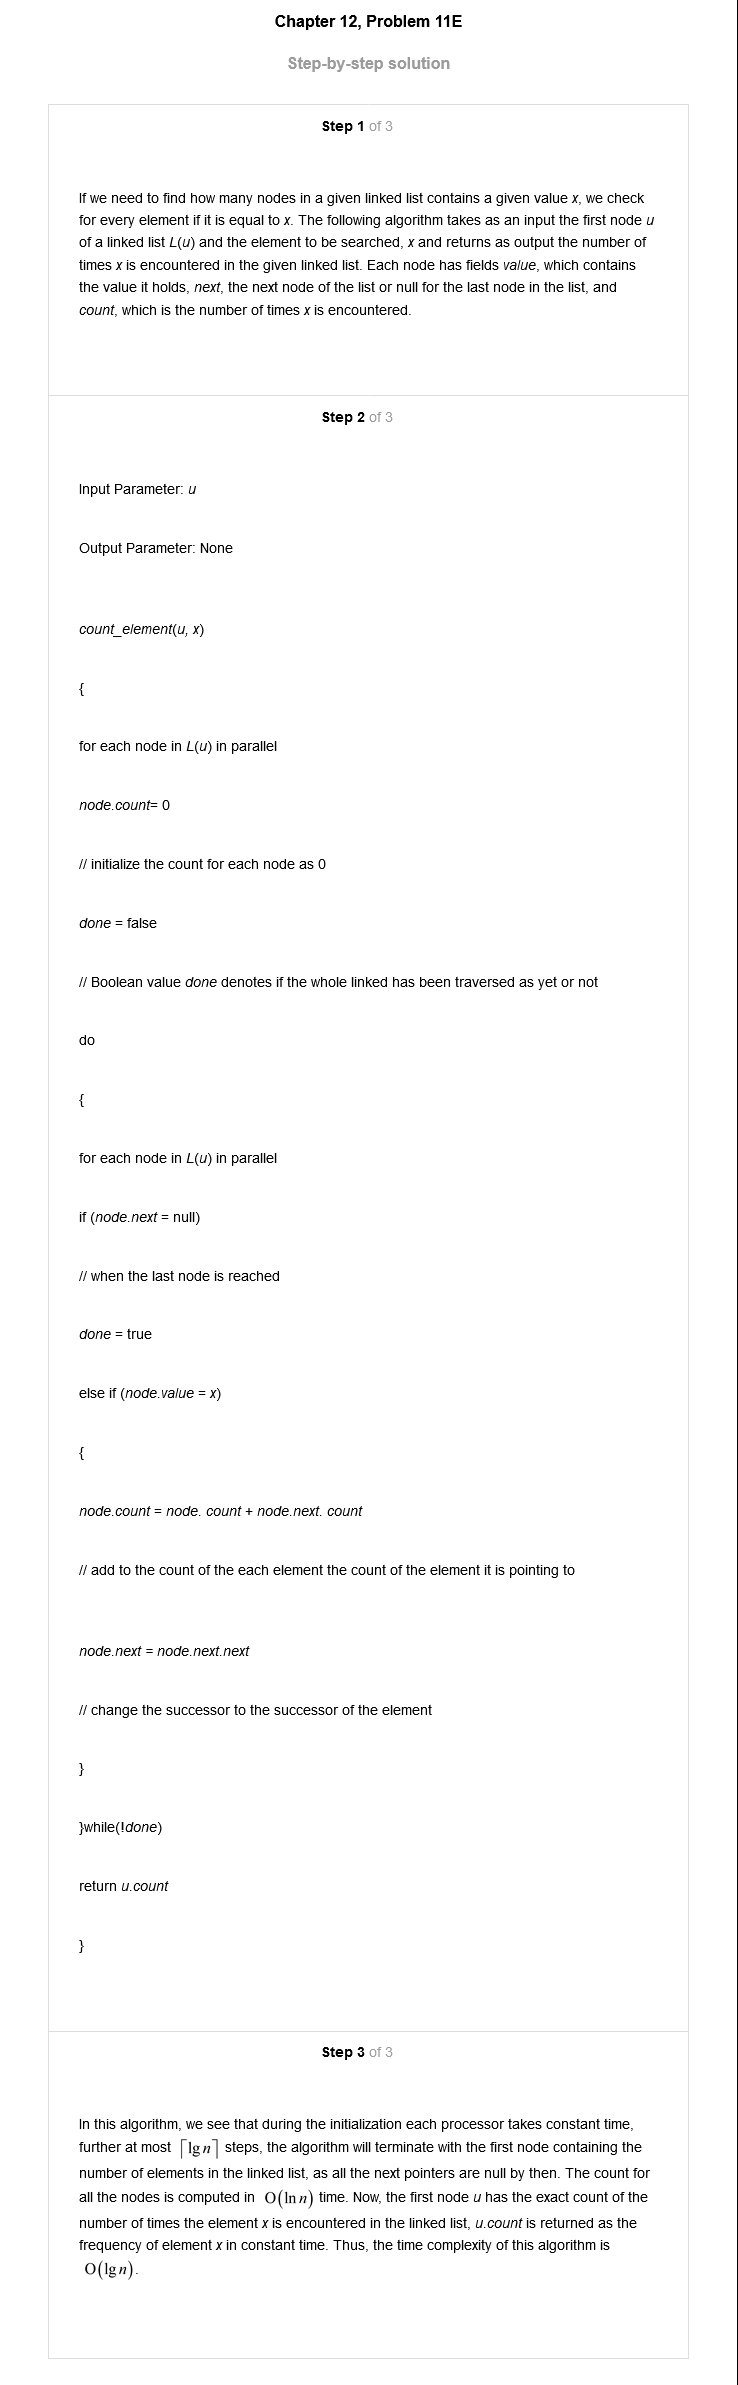 Chapter 12, Problem 11E
Step-by-step solution
Step 1 of 3
If we need to find how many nodes in a given linked list contains a given value x, we check
for every element if it is equal to x. The following algorithm takes as an input the first node u
of a linked list L(u) and the element to be searched, x and returns as output the number of
times x is encountered in the given linked list. Each node has fields value, which contains
the value it holds, next, the next node of the list or null for the last node in the list, and
count, which is the number of times x is encountered.
Step 2 of 3
Input Parameter: u
Output Parameter: None
count_element(u, x)
{
for each node in L(u) in parallel
node.count= 0
// initialize the count for each node as 0
done = false
// Boolean value done denotes if the whole linked has been traversed as yet or not
do
{
for each node in L(u) in parallel
if (node.next = null)
// when the last node is reached
done = true
else if (node.value = x)
{
node.count = node. count + node.next. count
// add to the count of the each element the count of the element it is pointing to
node.next = node.next.next
// change the successor to the successor of the element
}
}while(!done)
return u.count
}
Step 3 of 3
In this algorithm, we see that during the initialization each processor takes constant time,
further at most ⌈lg n⌉ steps, the algorithm will terminate with the first node containing the
number of elements in the linked list, as all the next pointers are null by then. The count for
all the nodes is computed in O(ln n) time. Now, the first node u has the exact count of the
number of times the element x is encountered in the linked list, u.count is returned as the
frequency of element x in constant time. Thus, the time complexity of this algorithm is
O(lg n).